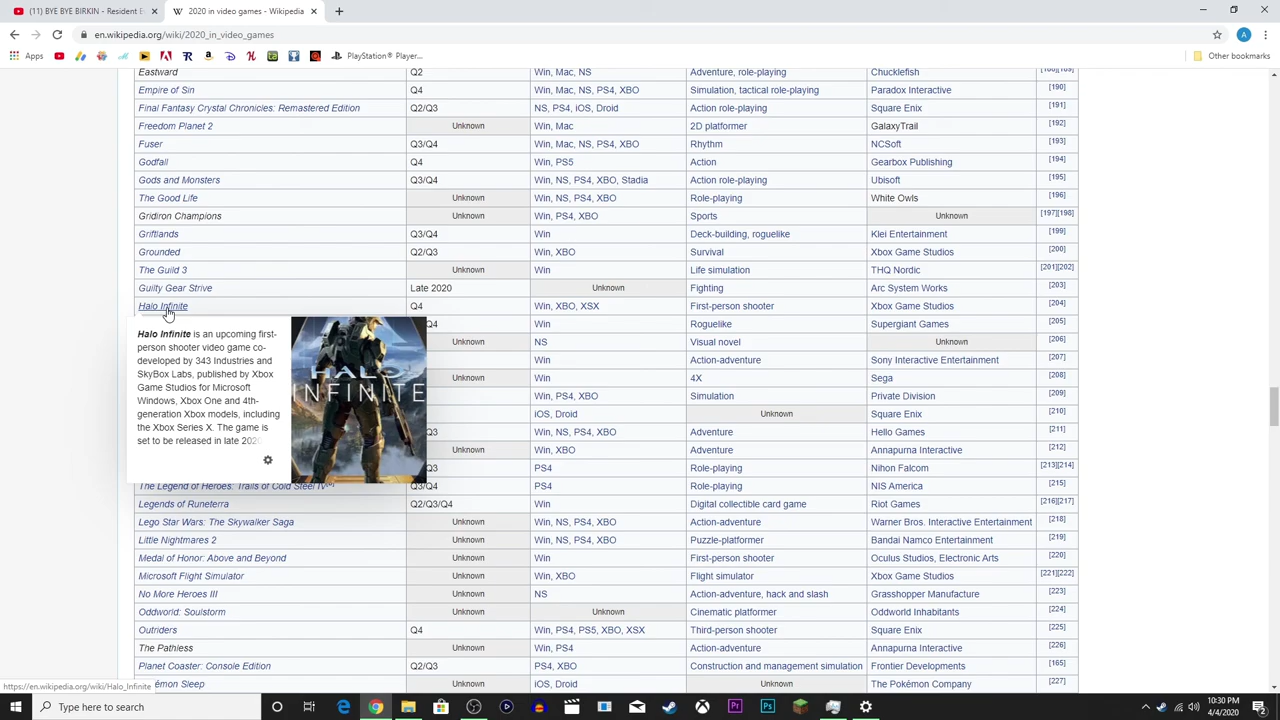 (11) BYE BYE BIRKIN - Resident E
2020 in video games - Wikipedia
en.wikipedia.org/wiki/2020_in_video_games
Apps
PlayStation® Player...
Other bookmarks
Eastward Q2 Win, Mac, NS Adventure, role-playing Chucklefish [188][189]
Empire of Sin Q4 Win, Mac, NS, PS4, XBO Simulation, tactical role-playing Paradox Interactive [190]
Final Fantasy Crystal Chronicles: Remastered Edition Q2/Q3 NS, PS4, iOS, Droid Action role-playing Square Enix [191]
Freedom Planet 2 Unknown Win, Mac 2D platformer GalaxyTrail [192]
Fuser Q3/Q4 Win, Mac, NS, PS4, XBO Rhythm NCSoft [193]
Godfall Q4 Win, PS5 Action Gearbox Publishing [194]
Gods and Monsters Q3/Q4 Win, NS, PS4, XBO, Stadia Action role-playing Ubisoft [195]
The Good Life Unknown Win, NS, PS4, XBO Role-playing White Owls [196]
Gridiron Champions Unknown Win, PS4, XBO Sports Unknown [197][198]
Griftlands Q3/Q4 Win Deck-building, roguelike Klei Entertainment [199]
Grounded Q2/Q3 Win, XBO Survival Xbox Game Studios [200]
The Guild 3 Unknown Win Life simulation THQ Nordic [201][202]
Guilty Gear Strive Late 2020 Unknown Fighting Arc System Works [203]
Halo Infinite Q4 Win, XBO, XSX First-person shooter Xbox Game Studios [204]
Q4 Win Roguelike Supergiant Games [205]
Unknown NS Visual novel Unknown [206]
Win Action-adventure Sony Interactive Entertainment [207]
Unknown Win 4X Sega [208]
Win, PS4, XBO Simulation Private Division [209]
iOS, Droid Unknown Square Enix [210]
Q3 Win, NS, PS4, XBO Adventure Hello Games [211]
Unknown Win, XBO Adventure Annapurna Interactive [212]
Q3 PS4 Role-playing Nihon Falcom [213][214]
Halo Infinite is an upcoming first-
person shooter video game co-
developed by 343 Industries and
SkyBox Labs, published by Xbox
Game Studios for Microsoft
Windows, Xbox One and 4th-
generation Xbox models, including
the Xbox Series X. The game is
set to be released in late 2020
HALO
INFINITE
The Legend of Heroes: Trails of Cold Steel IV Q3/Q4 PS4 Role-playing NIS America [215]
Legends of Runeterra Q2/Q3/Q4 Win, Droid Digital collectible card game Riot Games [216][217]
Lego Star Wars: The Skywalker Saga Unknown Win, NS, PS4, XBO Action-adventure Warner Bros. Interactive Entertainment [218]
Little Nightmares 2 Unknown Win, NS, PS4, XBO Puzzle-platformer Bandai Namco Entertainment [219]
Medal of Honor: Above and Beyond Unknown Win First-person shooter Oculus Studios, Electronic Arts [220]
Microsoft Flight Simulator Unknown Win, XBO Flight simulator Xbox Game Studios [221][222]
No More Heroes III Unknown NS Action-adventure, hack and slash Grasshopper Manufacture [223]
Oddworld: Soulstorm Unknown Unknown Cinematic platformer Oddworld Inhabitants [224]
Outriders Q4 Win, PS4, PS5, XBO, XSX Third-person shooter Square Enix [225]
The Pathless Unknown Win, PS4 Action-adventure Annapurna Interactive [226]
Planet Coaster: Console Edition Q2/Q3 PS4, XBO Construction and management simulation Frontier Developments [165]
Pokémon Sleep Unknown iOS, Droid Unknown The Pokémon Company [227]
https://en.wikipedia.org/wiki/Halo_Infinite
Type here to search
10:30 PM
4/4/2020